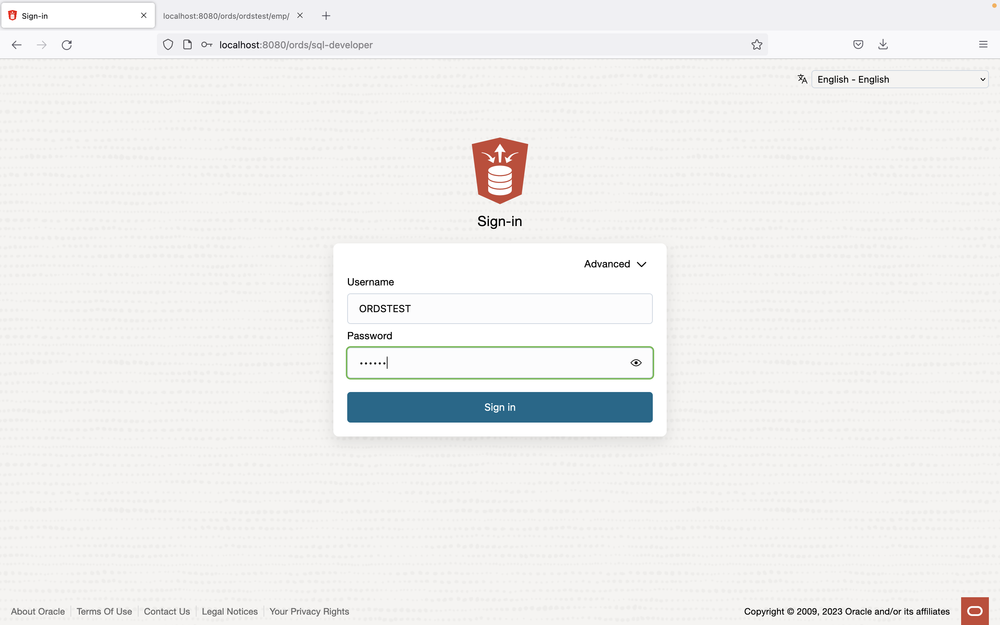 Sign-in
localhost:8080/ords/ordstest/emp/
localhost:8080/ords/sql-developer
English - English
Sign-in
Advanced
Username
ORDSTEST
Password
••••••
Sign in
About Oracle
Terms Of Use
Contact Us
Legal Notices
Your Privacy Rights
Copyright © 2009, 2023 Oracle and/or its affiliates